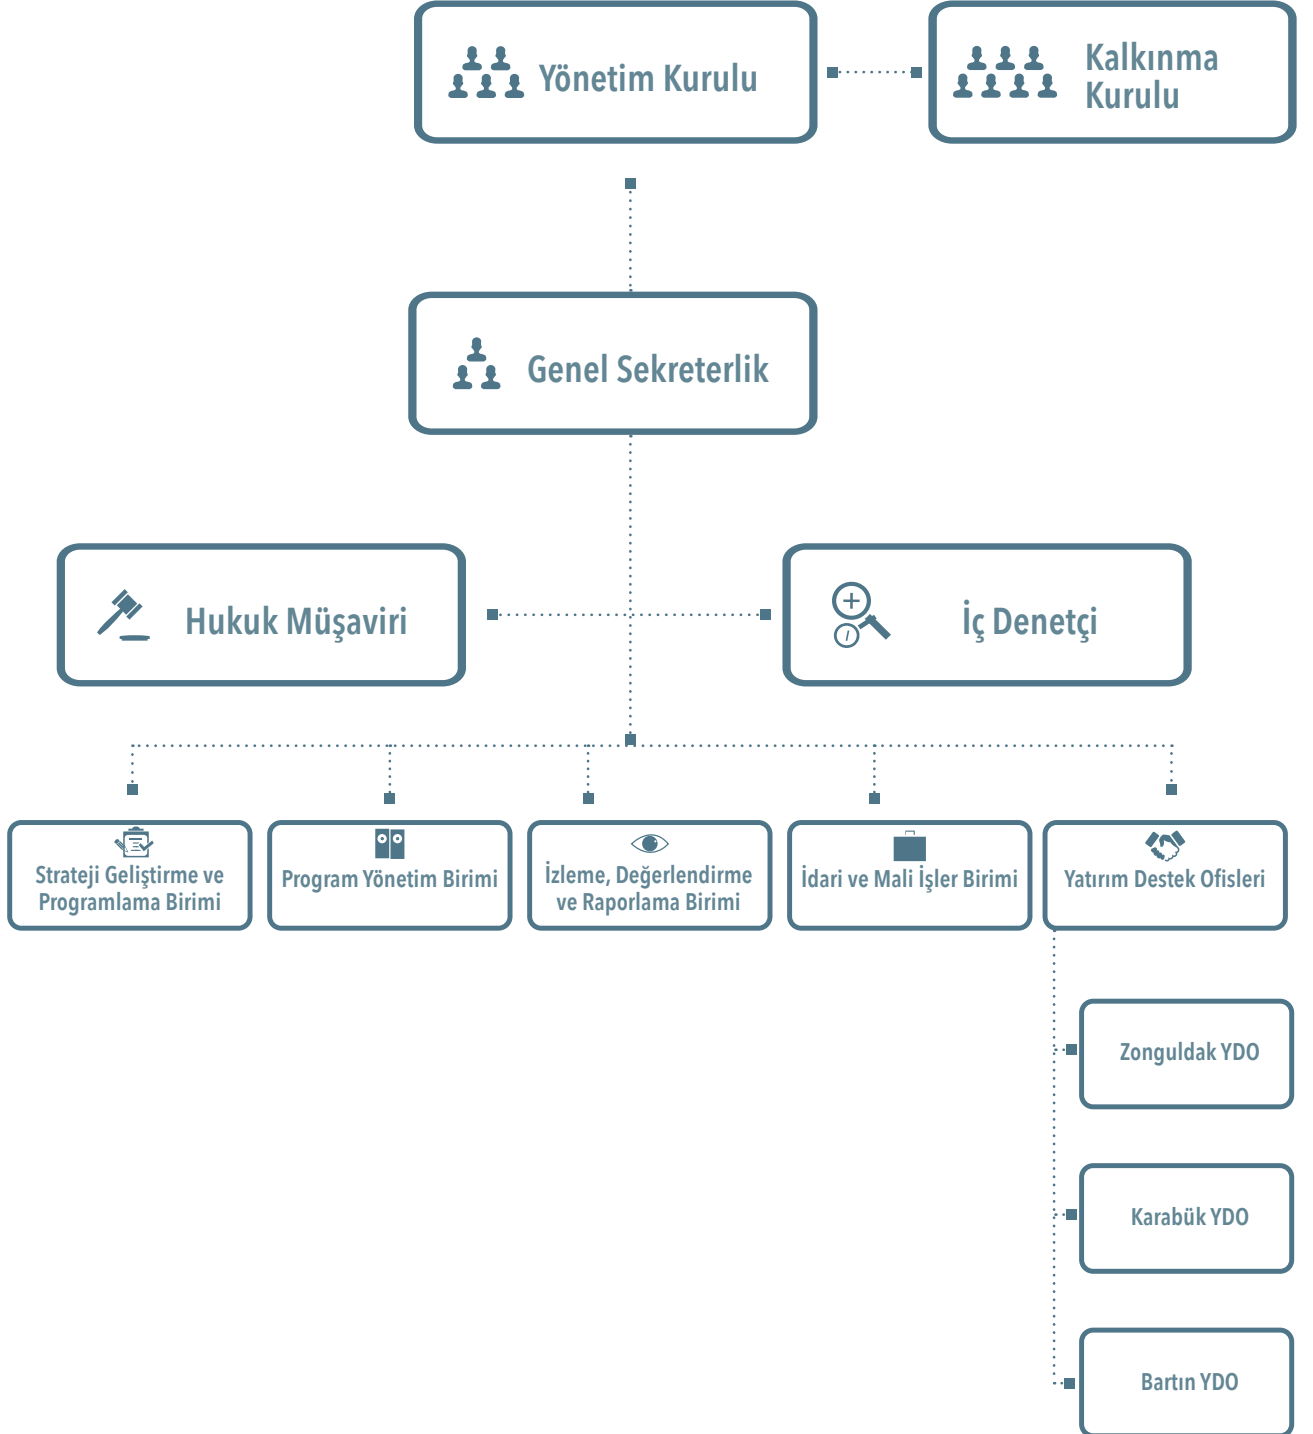 Yönetim Kurulu
Kalkınma
Kurulu
Genel Sekreterlik
Hukuk Müşaviri
İç Denetçi
Strateji Geliştirme ve
Programlama Birimi
Program Yönetim Birimi
İzleme, Değerlendirme
ve Raporlama Birimi
İdari ve Mali İşler Birimi
Yatırım Destek Ofisleri
Zonguldak YDO
Karabük YDO
Bartın YDO